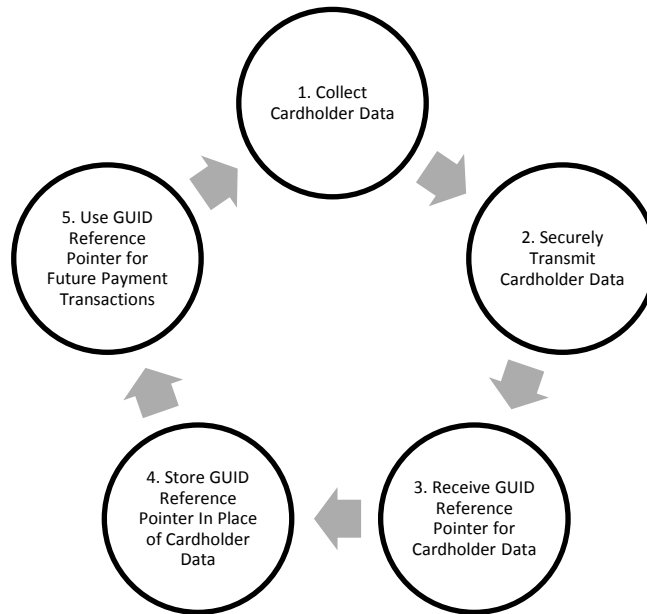 1. Collect
Cardholder Data
2. Securely
Transmit
Cardholder Data
3. Receive GUID
Reference
Pointer for
Cardholder Data
4. Store GUID
Reference
Pointer In Place
of Cardholder
Data
5. Use GUID
Reference
Pointer for
Future Payment
Transactions